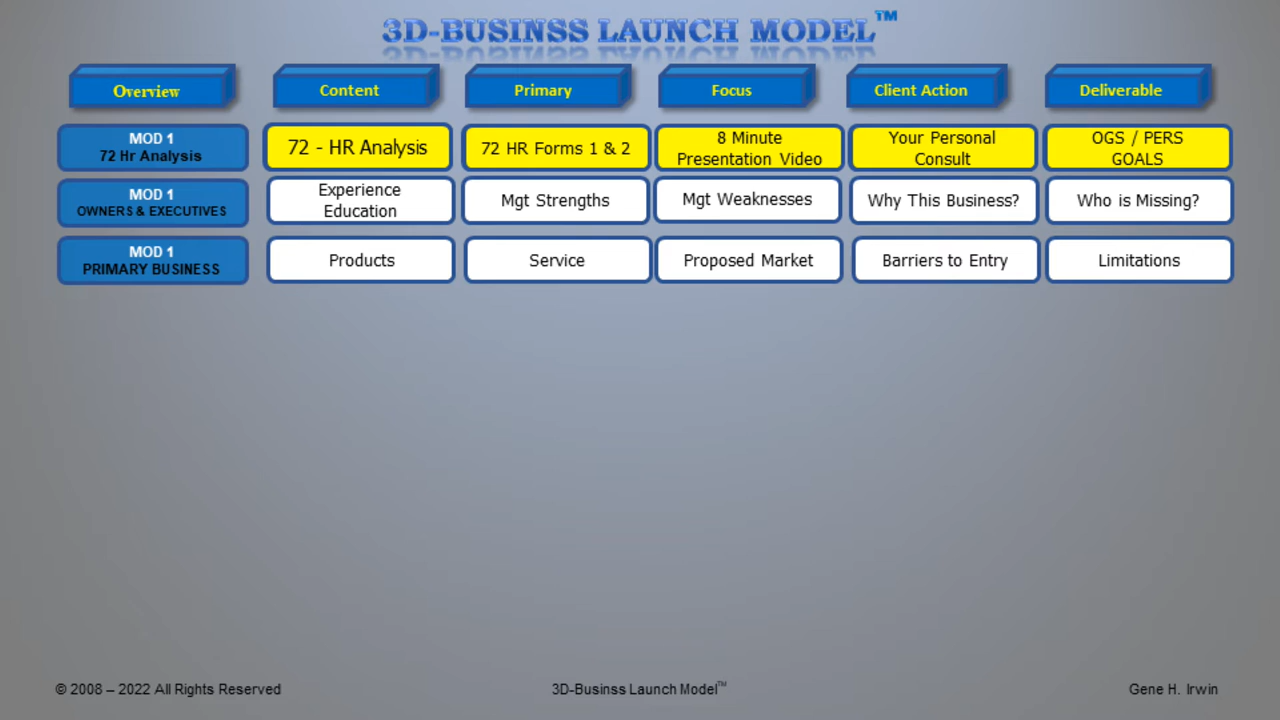 3D-BUSINSS LAUNCH MODEL™
Overview
Content
Primary
Focus
Client Action
Deliverable
MOD 1
72 Hr Analysis
72 - HR Analysis
72 HR Forms 1 & 2
8 Minute
Presentation Video
Your Personal
Consult
OGS / PERS
GOALS
MOD 1
OWNERS & EXECUTIVES
Experience
Education
Mgt Strengths
Mgt Weaknesses
Why This Business?
Who is Missing?
MOD 1
PRIMARY BUSINESS
Products
Service
Proposed Market
Barriers to Entry
Limitations
© 2008 – 2022 All Rights Reserved
3D-Businss Launch Model™
Gene H. Irwin